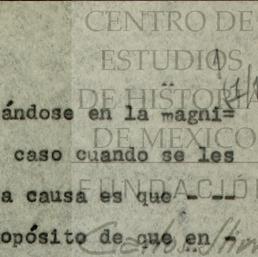 CENTRO DE
ESTUDIOS
DE HISTORIA
DE MEXICO
FUNDACIÓN
ándose en la magni=
caso cuando se les
a causa es que - --
opósito de que en -